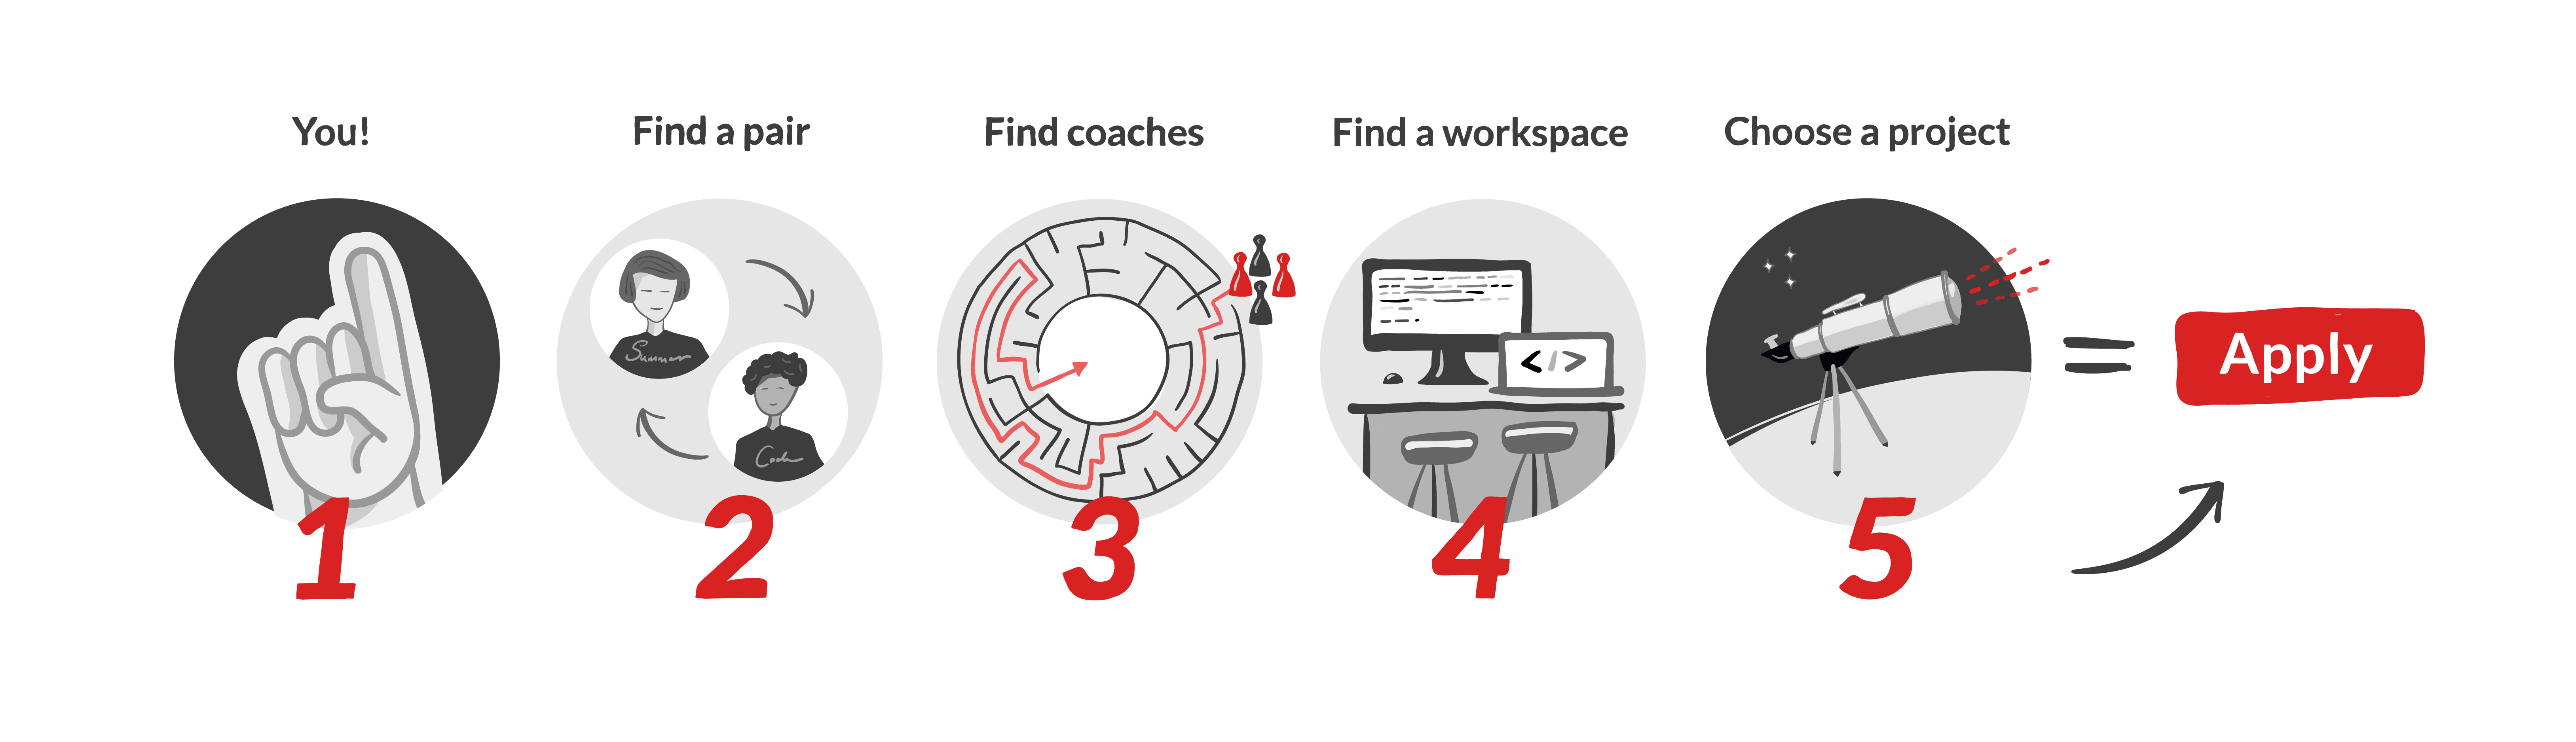 You!
Find a pair
Find coaches
Find a workspace
Choose a project
Summer
Code
</>
=
Apply
1
2
3
4
5